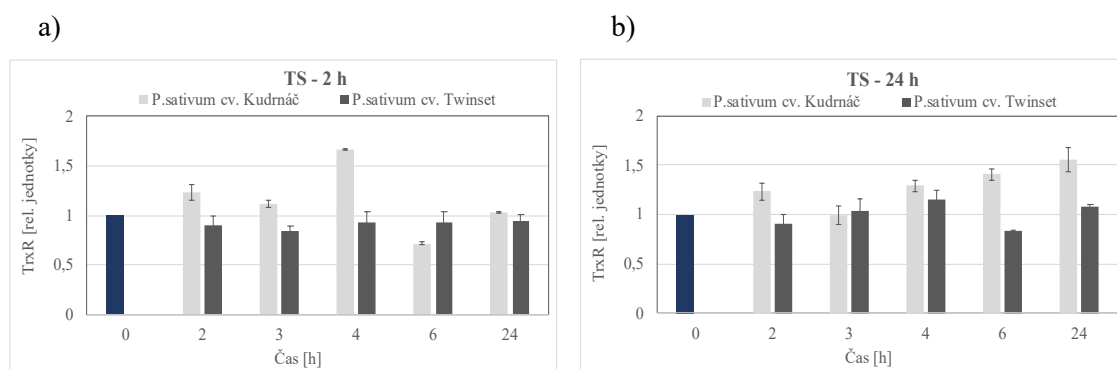 a)
TS - 2 h
P.sativum cv. Kudrnáč P.sativum cv. Twinset
TrxR [rel. jednotky]
2
1,5
1
0,5
0
0 2 3 4 6 24
Čas [h]
b)
TS - 24 h
P.sativum cv. Kudrnáč P.sativum cv. Twinset
TrxR [rel. jednotky]
2
1,5
1
0,5
0
0 2 3 4 6 24
Čas [h]